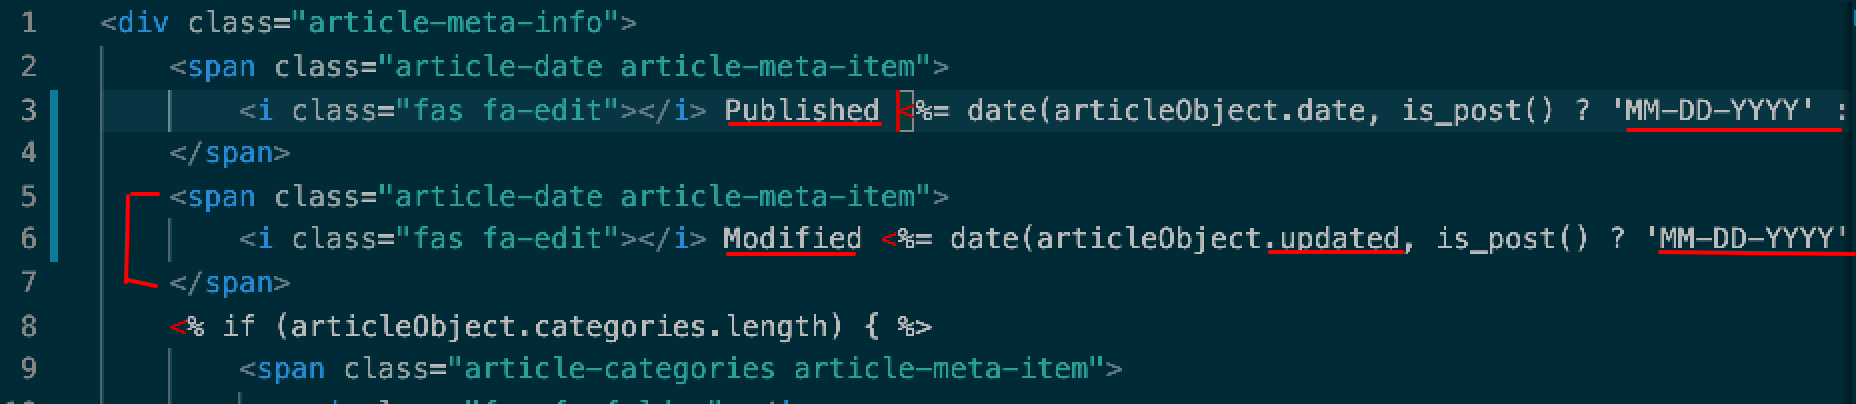 1 <div class="article-meta-info">
2 <span class="article-date article-meta-item">
3 <i class="fas fa-edit"></i> Published <%= date(articleObject.date, is_post() ? 'MM-DD-YYYY' :
4 </span>
5 <span class="article-date article-meta-item">
6 <i class="fas fa-edit"></i> Modified <%= date(articleObject.updated, is_post() ? 'MM-DD-YYYY'
7 </span>
8 <% if (articleObject.categories.length) { %>
9 <span class="article-categories article-meta-item">